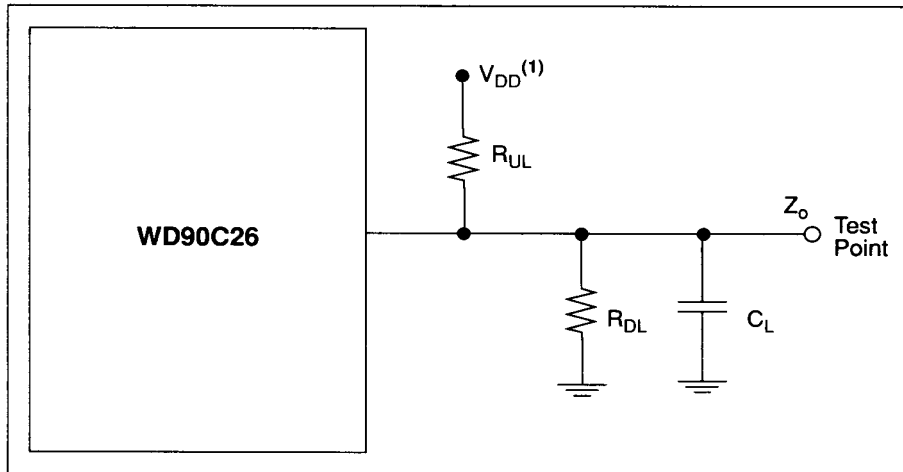 V_DD^(1)
R_UL
WD90C26
Z_o
Test
Point
R_DL
C_L